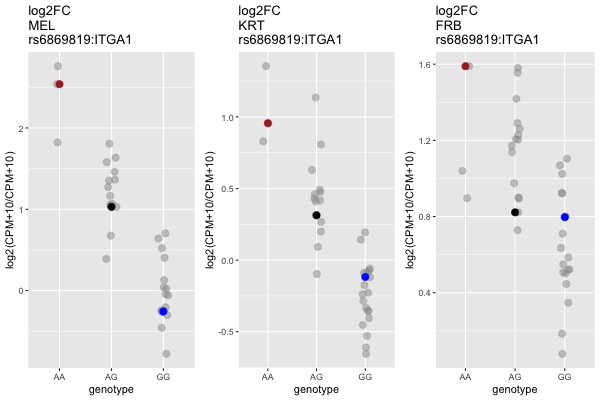 log2FC
MEL
rs6869819:ITGA1
log2(CPM+10/CPM+10)
2
1
0
AA
AG
GG
genotype
log2FC
KRT
rs6869819:ITGA1
log2(CPM+10/CPM+10)
1.0
0.5
0.0
-0.5
AA
AG
GG
genotype
log2FC
FRB
rs6869819:ITGA1
log2(CPM+10/CPM+10)
1.6
1.2
0.8
0.4
AA
AG
GG
genotype